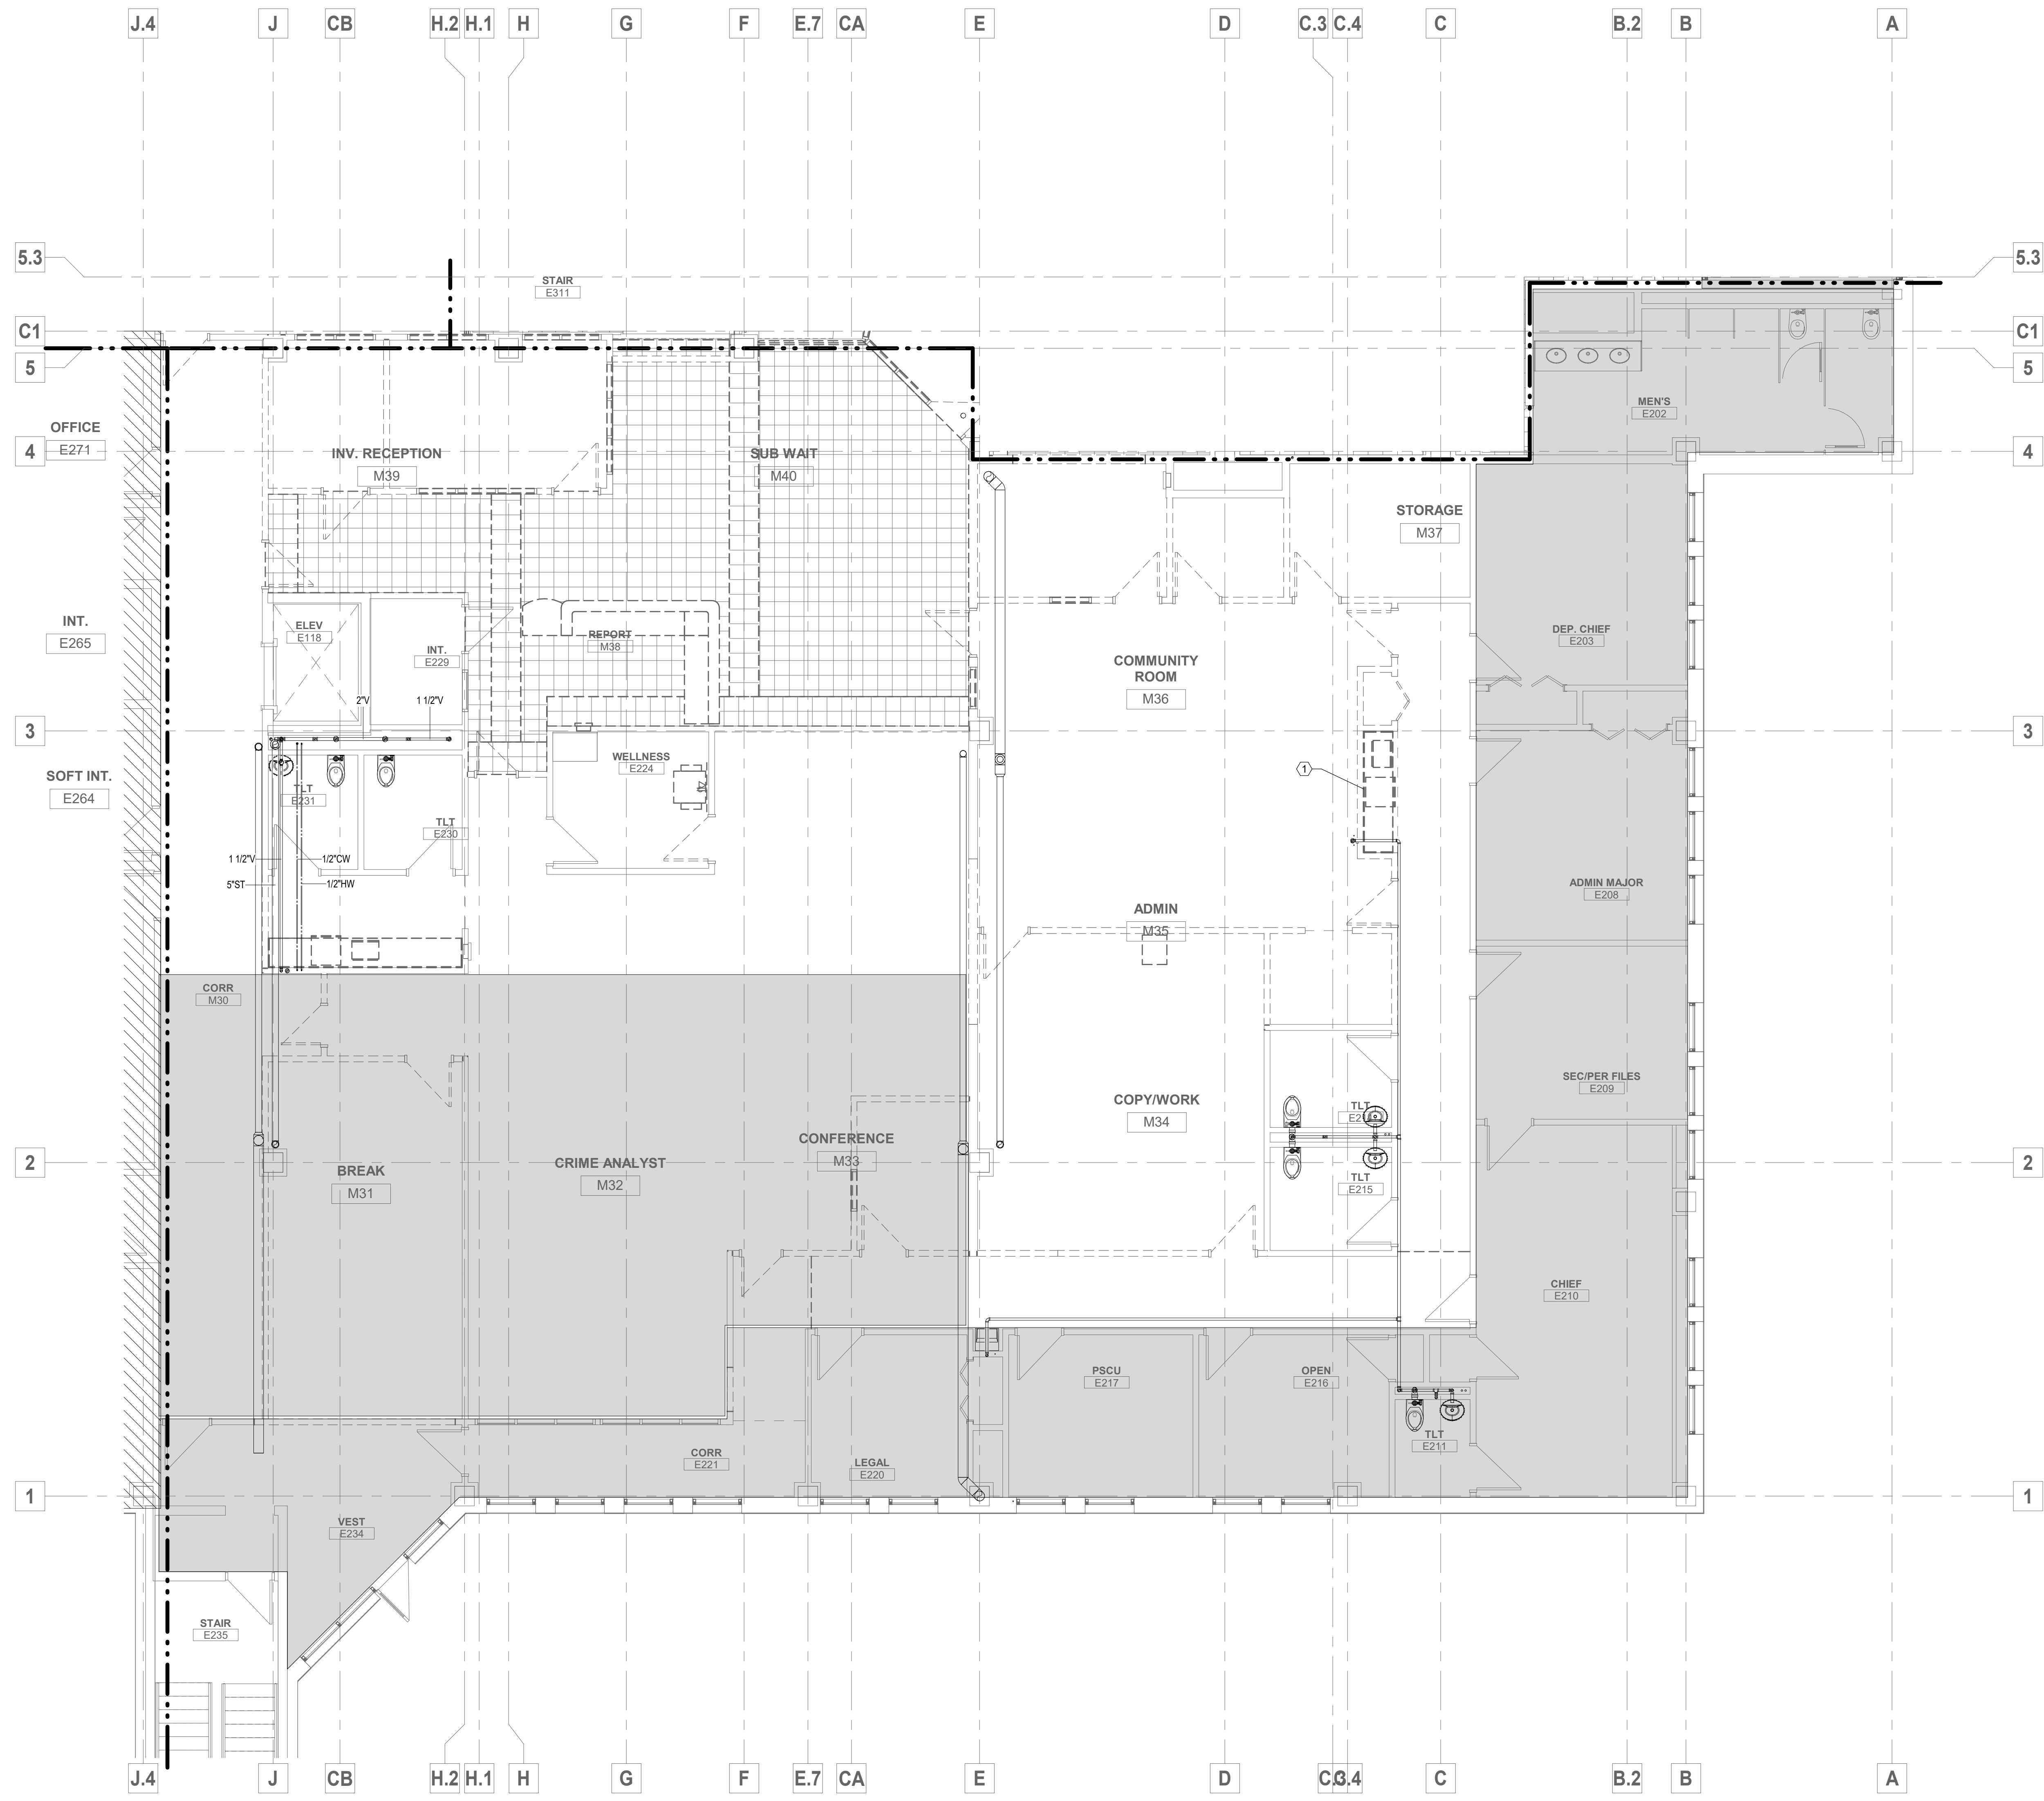 J.4 J CB H.2 H.1 H G F E.7 CA E D C.3 C.4 C B.2 B A
5.3 5.3
STAIR
E311
C1 C1
5 5
MEN'S
E202
OFFICE
E271
4 4
INV. RECEPTION
M39
SUB WAIT
M40
STORAGE
M37
INT.
E265
ELEV
E118
INT.
E229
REPORT
M38
DEP. CHIEF
E203
COMMUNITY
ROOM
M36
2"V
1 1/2"V
3 3
SOFT INT.
E264
WELLNESS
E224
1
TLT
E231
TLT
E230
1 1/2"V
1/2"CW
5"ST
1/2"HW
ADMIN MAJOR
E208
ADMIN
M35
CORR
M30
SEC/PER FILES
E209
COPY/WORK
M34
TLT
CONFERENCE
M33
2 2
BREAK
M31
CRIME ANALYST
M32
TLT
E215
CHIEF
E210
PSCU
E217
OPEN
E216
TLT
E211
CORR
E221
LEGAL
E220
1 1
VEST
E234
STAIR
E235
J.4 J CB H.2 H.1 H G F E.7 CA E D C.3 C.4 C B.2 B A